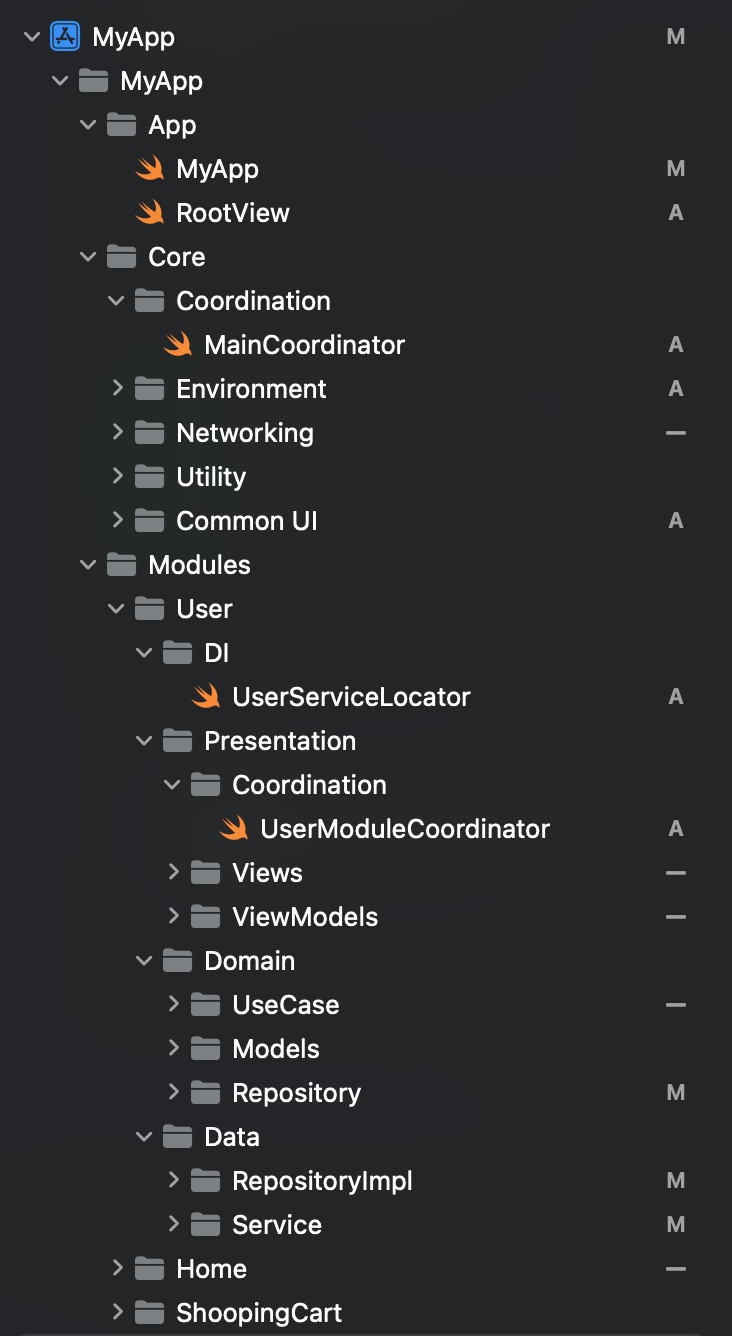 MyApp M
MyApp
App
MyApp M
RootView A
Core
Coordination
MainCoordinator A
Environment A
Networking —
Utility
Common UI A
Modules
User
DI
UserServiceLocator A
Presentation
Coordination
UserModuleCoordinator A
Views —
ViewModels —
Domain
UseCase —
Models
Repository M
Data
RepositoryImpl M
Service M
Home —
ShoopingCart